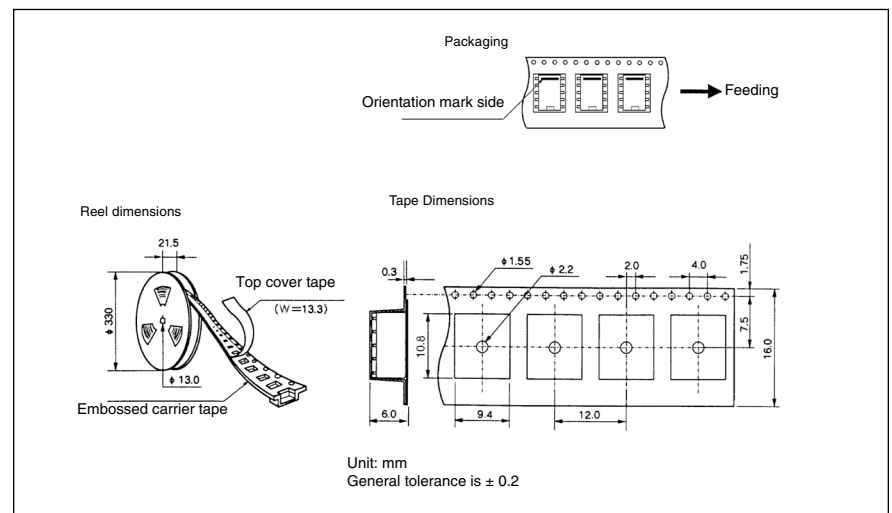 Packaging
Orientation mark side
Feeding
Reel dimensions
Tape Dimensions
21.5
φ 330
Top cover tape
(W=13.3)
φ 13.0
Embossed carrier tape
0.3
φ 1.55
φ 2.2
2.0
4.0
1.75
7.5
16.0
10.8
6.0
9.4
12.0
Unit: mm
General tolerance is ± 0.2